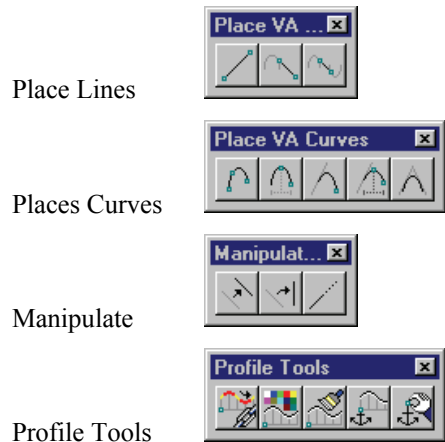 Place VA ...
Place Lines
Place VA Curves
Places Curves
Manipulat...
Manipulate
Profile Tools
Profile Tools